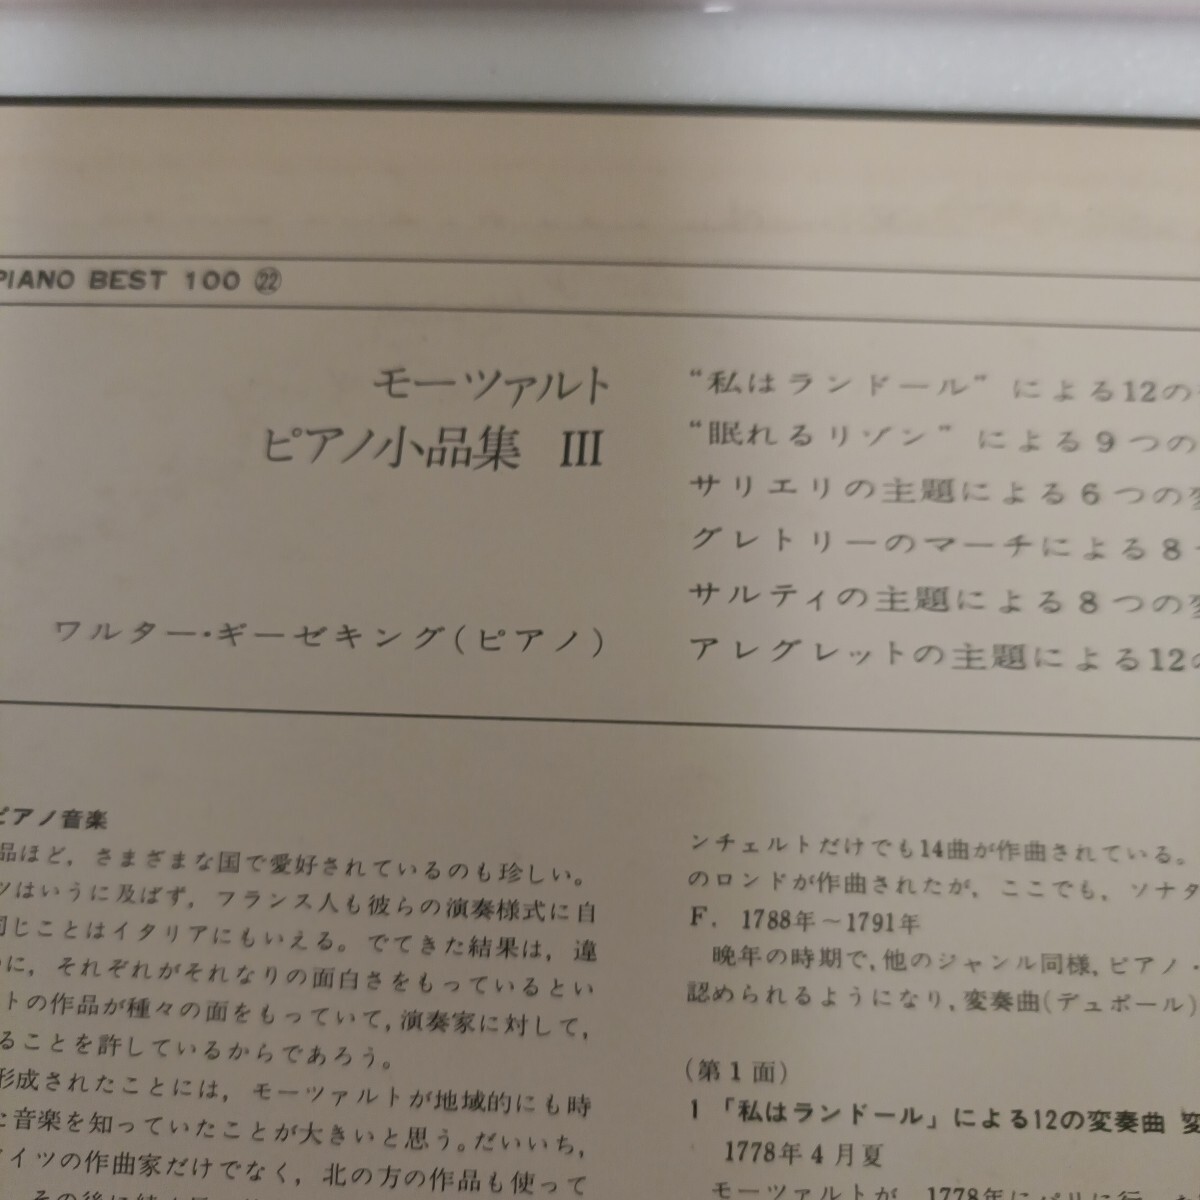 PIANO BEST 100 ㉒
モーツァルト
ピアノ小品集 III
ワルター・ギーゼキング(ピアノ)
“私はランドール” による12の
“眠れるリゾン” による9つの
サリエリの主題による6つの変
グレトリーのマーチによる8つ
サルティの主題による8つの変
アレグレットの主題による12の
ピアノ音楽
品ほど，さまざまな国で愛好されているのも珍しい。
ツはいうに及ばず，フランス人も彼らの演奏様式に自
同じことはイタリアにもいえる。でてきた結果は，違
に，それぞれがそれなりの面白さをもっているとい
トの作品が種々の面をもっていて，演奏家に対して，
ることを許しているからであろう。
形成されたことには，モーツァルトが地域的にも時
た音楽を知っていたことが大きいと思う。だいいち，
イツの作曲家だけでなく，北の方の作品も使って
ンチェルトだけでも14曲が作曲されている。
のロンドが作曲されたが，ここでも，ソナタ
F. 1788年～1791年
晩年の時期で，他のジャンル同様，ピアノ・
認められるようになり，変奏曲(デュポール)
(第1面)
1 「私はランドール」による12の変奏曲 変
1778年4月夏
モーツァルトが，1778年にパリに行